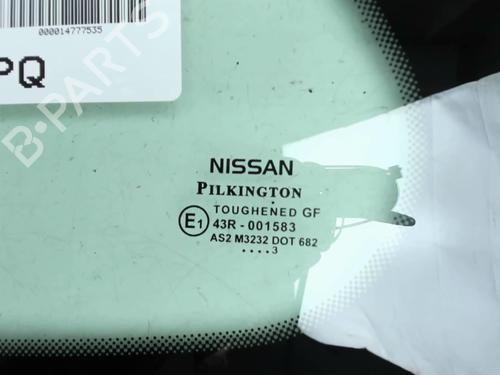 000014777535
PQ
B-PARTS
NISSAN
PILKINGTON
TOUGHENED GF
E1 43R - 001583
AS2 M3232 DOT 682
....3